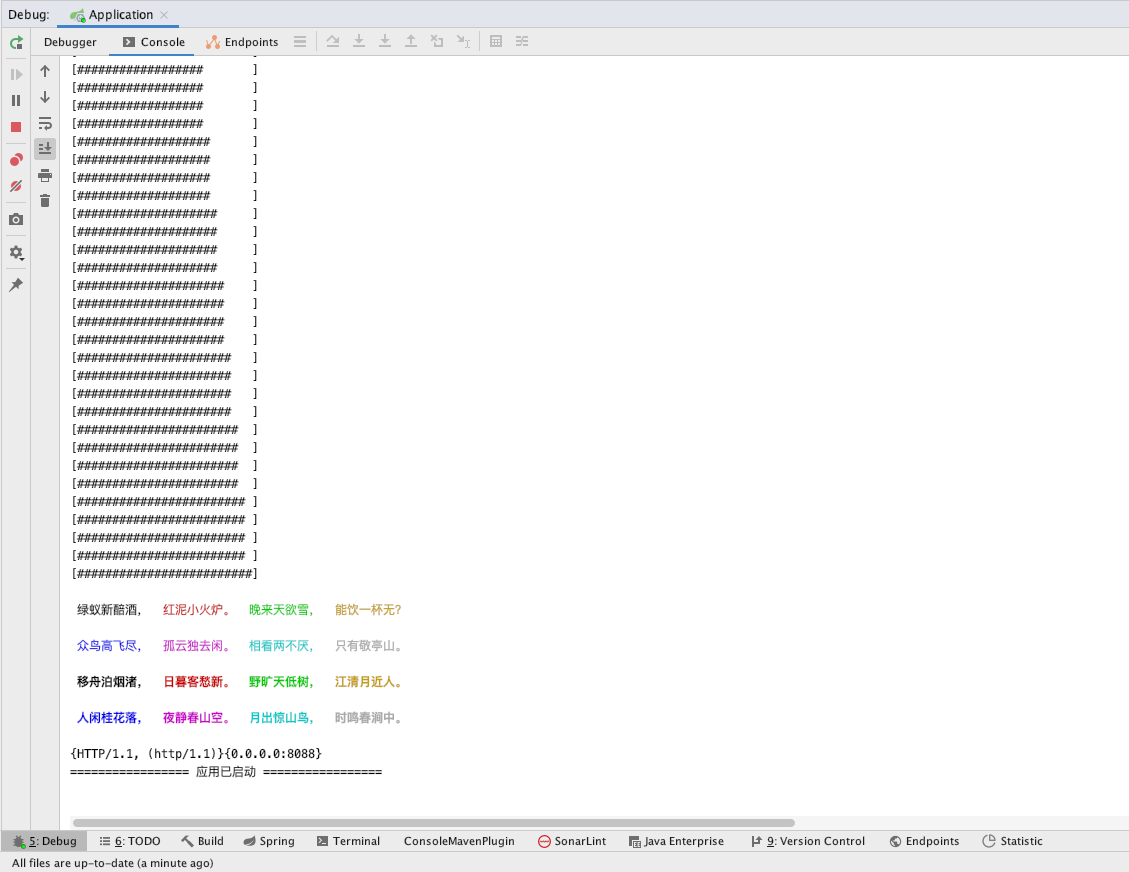 Debug: Application
Debugger Console Endpoints
[##################       ]
[##################       ]
[##################       ]
[##################       ]
[###################      ]
[###################      ]
[###################      ]
[###################      ]
[####################     ]
[####################     ]
[####################     ]
[####################     ]
[#####################    ]
[#####################    ]
[#####################    ]
[#####################    ]
[######################   ]
[######################   ]
[######################   ]
[######################   ]
[#######################  ]
[#######################  ]
[#######################  ]
[#######################  ]
[######################## ]
[######################## ]
[######################## ]
[######################## ]
[#########################]
绿蚁新醅酒， 红泥小火炉。 晚来天欲雪， 能饮一杯无?
众鸟高飞尽， 孤云独去闲。 相看两不厌， 只有敬亭山。
移舟泊烟渚， 日暮客愁新。 野旷天低树， 江清月近人。
人闲桂花落， 夜静春山空。 月出惊山鸟， 时鸣春涧中。
{HTTP/1.1, (http/1.1)}{0.0.0.0:8088}
================= 应用已启动 =================
5: Debug 6: TODO Build Spring Terminal ConsoleMavenPlugin SonarLint Java Enterprise 9: Version Control Endpoints Statistic
All files are up-to-date (a minute ago)